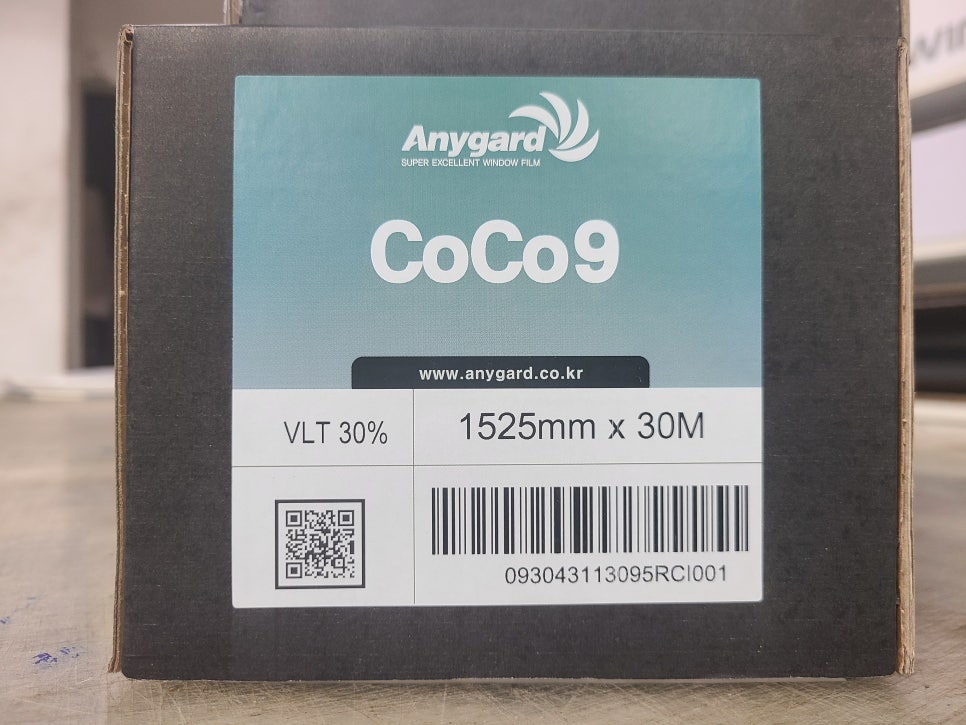 Anygard
SUPER EXCELLENT WINDOW FILM
CoCo9
www.anygard.co.kr
VLT 30%
1525mm x 30M
093043113095RCI001